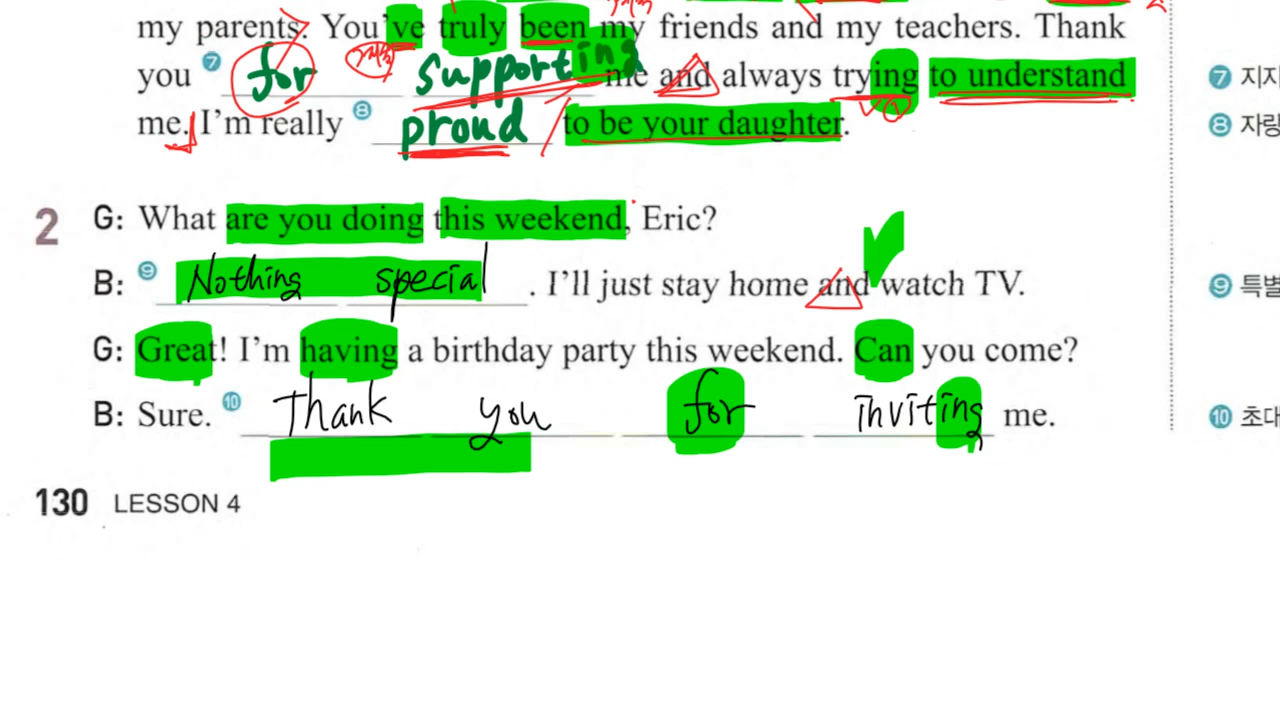 my parents. You've truly been my friends and my teachers. Thank
you ⑦ for supporting me and always trying to understand ⑦ 지지
me. I'm really ⑧ proud to be your daughter. ⑧ 자랑
2 G: What are you doing this weekend, Eric?
B: ⑨ Nothing special. I'll just stay home and watch TV. ⑨ 특별
G: Great! I'm having a birthday party this weekend. Can you come?
B: Sure. ⑩ Thank you for inviting me. ⑩ 초대
130 LESSON 4